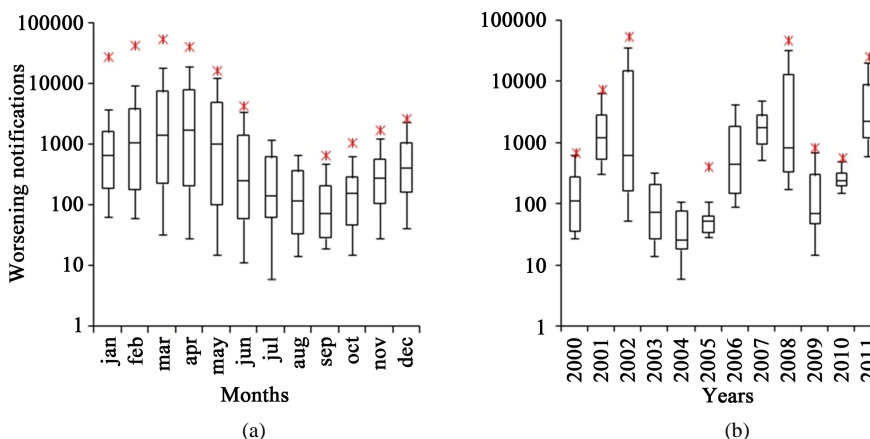 Worsening notifications
100000
10000
1000
100
10
1
jan
feb
mar
apr
may
jun
jul
aug
sep
oct
nov
dec
Months
(a)
100000
10000
1000
100
10
1
2000
2001
2002
2003
2004
2005
2006
2007
2008
2009
2010
2011
Years
(b)